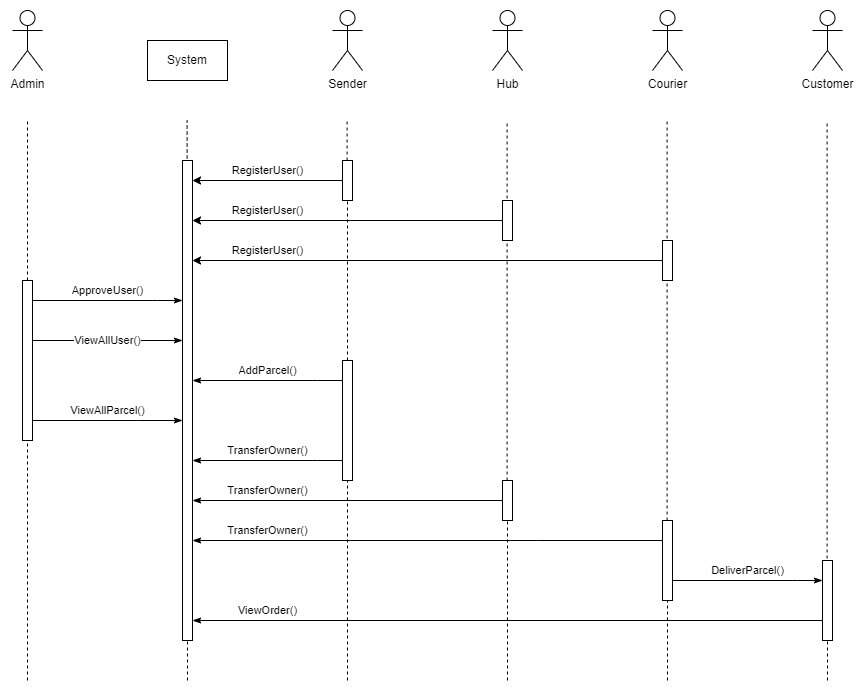 Admin
System
Sender
Hub
Courier
Customer
RegisterUser()
RegisterUser()
RegisterUser()
ApproveUser()
ViewAllUser()
AddParcel()
ViewAllParcel()
TransferOwner()
TransferOwner()
TransferOwner()
DeliverParcel()
ViewOrder()